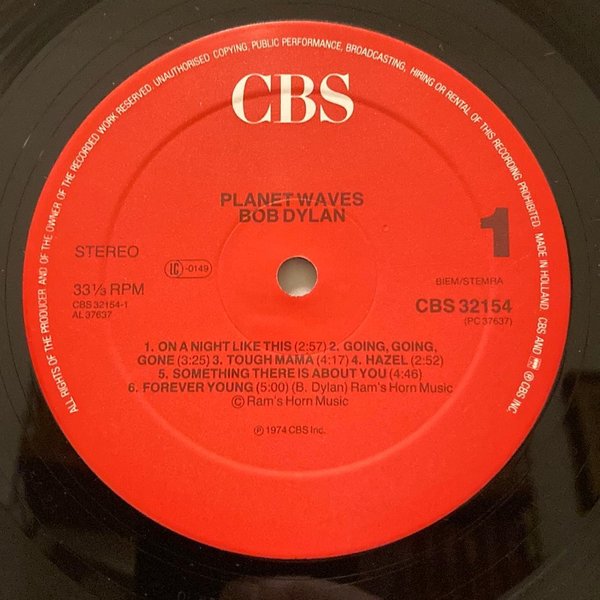 ALL RIGHTS OF THE PRODUCER AND OF THE OWNER OF THE RECORDED WORK RESERVED. UNAUTHORISED COPYING, PUBLIC PERFORMANCE, BROADCASTING, HIRING OR RENTAL OF THIS RECORDING PROHIBITED. MADE IN HOLLAND. CBS AND ® CBS INC.
CBS
PLANET WAVES
BOB DYLAN
1
STEREO
LC -0149
33⅓ RPM
CBS 32154-1
AL 37637
BIEM/STEMRA
CBS 32154
(PC 37637)
1. ON A NIGHT LIKE THIS (2:57) 2. GOING, GOING,
GONE (3:25) 3. TOUGH MAMA (4:17) 4. HAZEL (2:52)
5. SOMETHING THERE IS ABOUT YOU (4:46)
6. FOREVER YOUNG (5:00) (B. Dylan) Ram's Horn Music
© Ram's Horn Music
℗ 1974 CBS Inc.